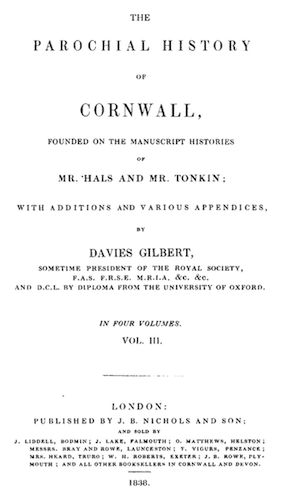 THE
PAROCHIAL HISTORY
OF
CORNWALL,
FOUNDED ON THE MANUSCRIPT HISTORIES
OF
MR. HALS AND MR. TONKIN;
WITH ADDITIONS AND VARIOUS APPENDICES,
BY
DAVIES GILBERT,
SOMETIME PRESIDENT OF THE ROYAL SOCIETY,
F.A.S. F.R.S.E. M.R.I.A. &c. &c.
AND D.C.L. BY DIPLOMA FROM THE UNIVERSITY OF OXFORD.
IN FOUR VOLUMES.
VOL. III.
LONDON:
PUBLISHED BY J. B. NICHOLS AND SON;
AND SOLD BY
J. LIDDELL, BODMIN; J. LAKE, FALMOUTH; O. MATTHEWS, HELSTON;
MESSRS. BRAY AND ROWE, LAUNCESTON; T. VIGURS, PENZANCE;
MRS. HEARD, TRURO; W. H. ROBERTS, EXETER; J. B. ROWE, PLY-
MOUTH; AND ALL OTHER BOOKSELLERS IN CORNWALL AND DEVON.
1838.